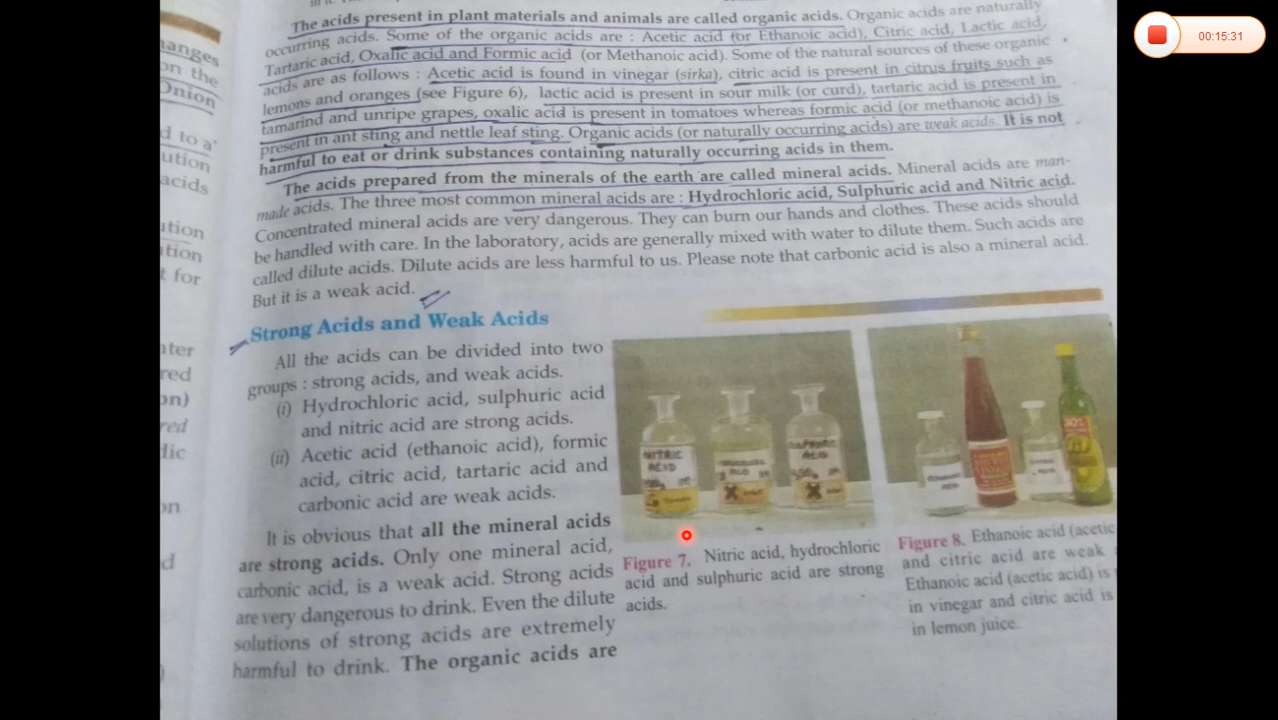 The acids present in plant materials and animals are called organic acids. Organic acids are naturally
occurring acids. Some of the organic acids are : Acetic acid (or Ethanoic acid), Citric acid, Lactic acid,
Tartaric acid, Oxalic acid and Formic acid (or Methanoic acid). Some of the natural sources of these organic
acids are as follows : Acetic acid is found in vinegar (sirka), citric acid is present in citrus fruits such as
lemons and oranges (see Figure 6), lactic acid is present in sour milk (or curd), tartaric acid is present in
tamarind and unripe grapes, oxalic acid is present in tomatoes whereas formic acid (or methanoic acid) is
present in ant sting and nettle leaf sting. Organic acids (or naturally occurring acids) are weak acids. It is not
harmful to eat or drink substances containing naturally occurring acids in them.
The acids prepared from the minerals of the earth are called mineral acids. Mineral acids are man-
made acids. The three most common mineral acids are : Hydrochloric acid, Sulphuric acid and Nitric acid.
Concentrated mineral acids are very dangerous. They can burn our hands and clothes. These acids should
be handled with care. In the laboratory, acids are generally mixed with water to dilute them. Such acids are
called dilute acids. Dilute acids are less harmful to us. Please note that carbonic acid is also a mineral acid.
But it is a weak acid.
Strong Acids and Weak Acids
All the acids can be divided into two
groups : strong acids, and weak acids.
(i) Hydrochloric acid, sulphuric acid
and nitric acid are strong acids.
(ii) Acetic acid (ethanoic acid), formic
acid, citric acid, tartaric acid and
carbonic acid are weak acids.
It is obvious that all the mineral acids
are strong acids. Only one mineral acid,
carbonic acid, is a weak acid. Strong acids
are very dangerous to drink. Even the dilute
solutions of strong acids are extremely
harmful to drink. The organic acids are
NITRIC
ACID
Figure 7. Nitric acid, hydrochloric
acid and sulphuric acid are strong
acids.
Figure 8. Ethanoic acid (acetic
and citric acid are weak
Ethanoic acid (acetic acid) is
in vinegar and citric acid is
in lemon juice.
on the
Onion
d to a
ution
acids
t for
red
00:15:31